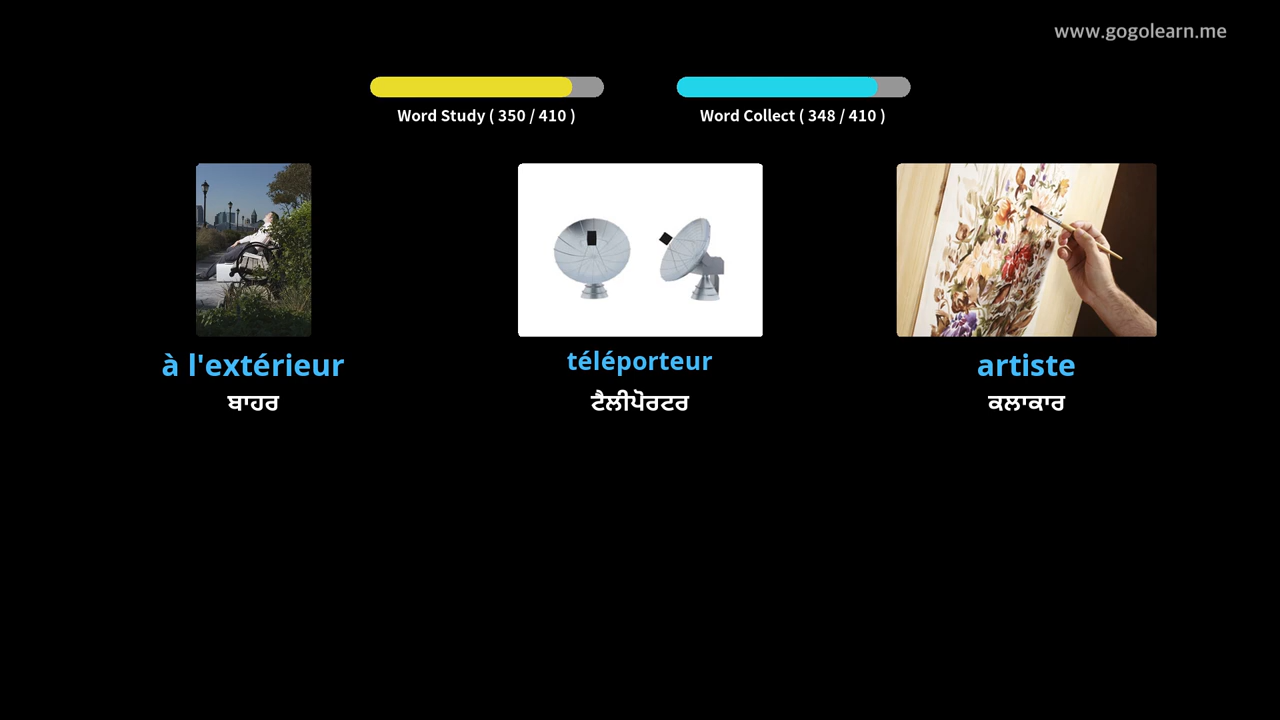 www.gogolearn.me
Word Study ( 350 / 410 )
Word Collect ( 348 / 410 )
à l'extérieur
téléporteur
artiste
ਬਾਹਰ
ਟੈਲੀਪੋਰਟਰ
ਕਲਾਕਾਰ